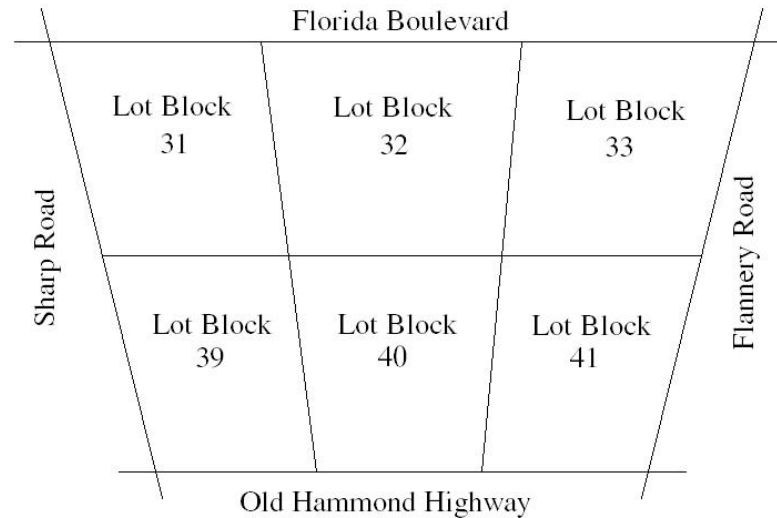 Florida Boulevard
Lot Block
31
Lot Block
32
Lot Block
33
Sharp Road
Flannery Road
Lot Block
39
Lot Block
40
Lot Block
41
Old Hammond Highway